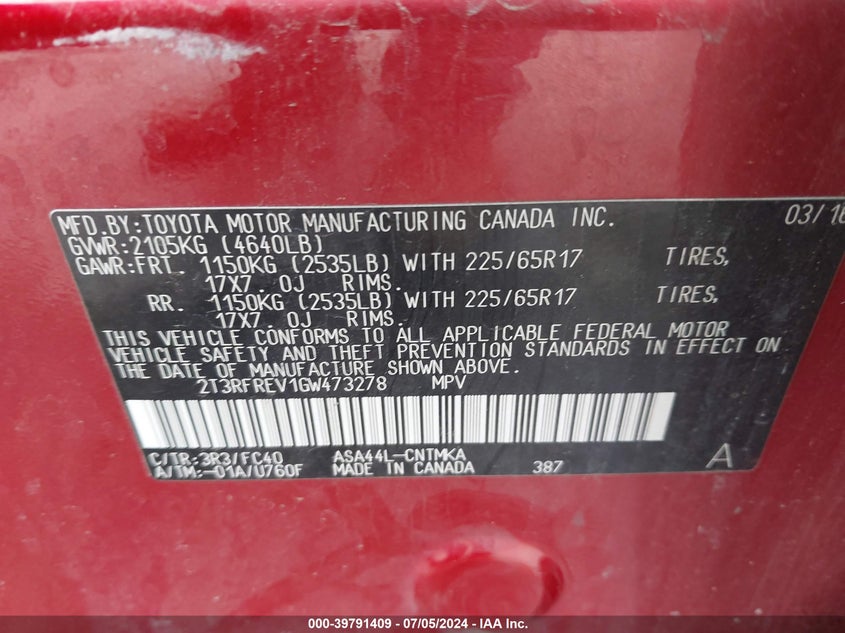 MFD.BY:TOYOTA MOTOR MANUFACTURING CANADA INC. 03/16
GVWR:2105KG (4640LB)
GAWR:FRT. 1150KG (2535LB) WITH 225/65R17 TIRES,
17X7.0J RIMS.
RR. 1150KG (2535LB) WITH 225/65R17 TIRES,
17X7.0J RIMS.
THIS VEHICLE CONFORMS TO ALL APPLICABLE FEDERAL MOTOR
VEHICLE SAFETY AND THEFT PREVENTION STANDARDS IN EFFECT ON
THE DATE OF MANUFACTURE SHOWN ABOVE.
2T3RFREV1GW473278 MPV
C/TR:3R3/FC40 ASA44L-CNTMKA
A/TM:-01A/U760F MADE IN CANADA 387 A
000-39791409 - 07/05/2024 - IAA Inc.